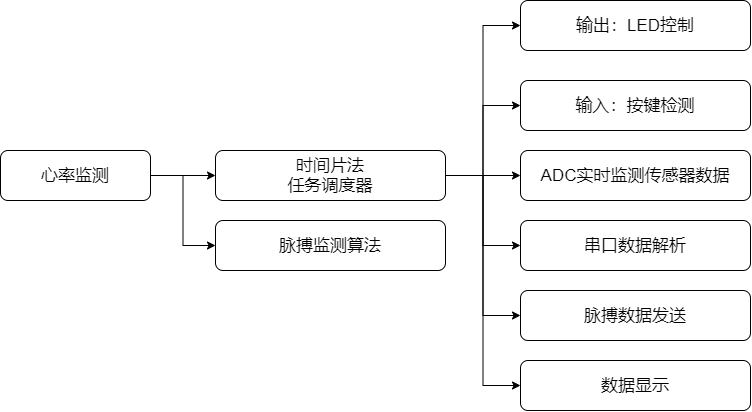 心率监测
时间片法
任务调度器
脉搏监测算法
输出：LED控制
输入：按键检测
ADC实时监测传感器数据
串口数据解析
脉搏数据发送
数据显示